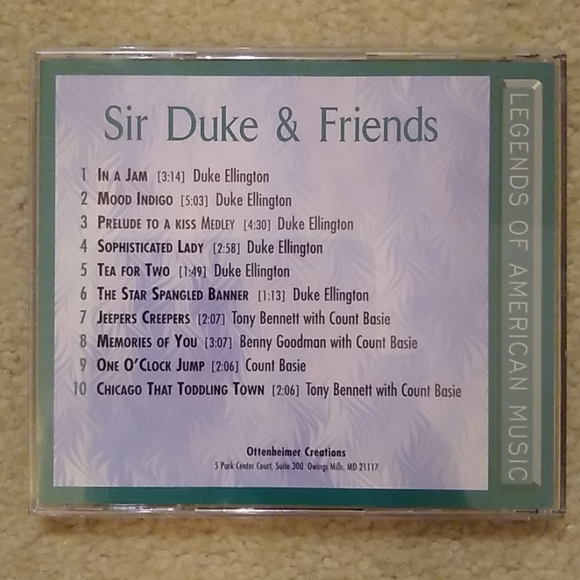 Sir Duke & Friends
1 IN A JAM [3:14] Duke Ellington
2 MOOD INDIGO [5:03] Duke Ellington
3 PRELUDE TO A KISS MEDLEY [4:30] Duke Ellington
4 SOPHISTICATED LADY [2:58] Duke Ellington
5 TEA FOR TWO [1:49] Duke Ellington
6 THE STAR SPANGLED BANNER [1:13] Duke Ellington
7 JEEPERS CREEPERS [2:07] Tony Bennett with Count Basie
8 MEMORIES OF YOU [3:07] Benny Goodman with Count Basie
9 ONE O'CLOCK JUMP [2:06] Count Basie
10 CHICAGO THAT TODDLING TOWN [2:06] Tony Bennett with Count Basie
Ottenheimer Creations
5 Park Center Court, Suite 300 Owings Mills, MD 21117
LEGENDS OF AMERICAN MUSIC